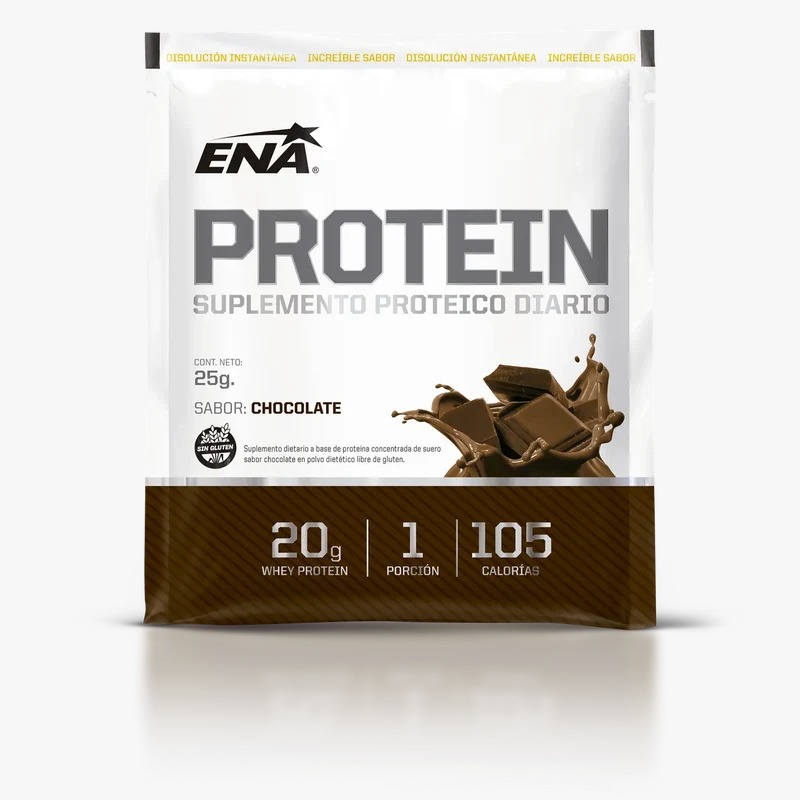 DISOLUCIÓN INSTANTÁNEA INCREÍBLE SABOR DISOLUCIÓN INSTANTÁNEA INCREÍBLE SABOR
ENA®
PROTEIN
SUPLEMENTO PROTEICO DIARIO
CONT. NETO:
25g.
SABOR: CHOCOLATE
SIN GLUTEN
Suplemento dietario a base de proteína concentrada de suero
sabor chocolate en polvo dietético libre de gluten.
20g 1 105
WHEY PROTEIN PORCIÓN CALORÍAS